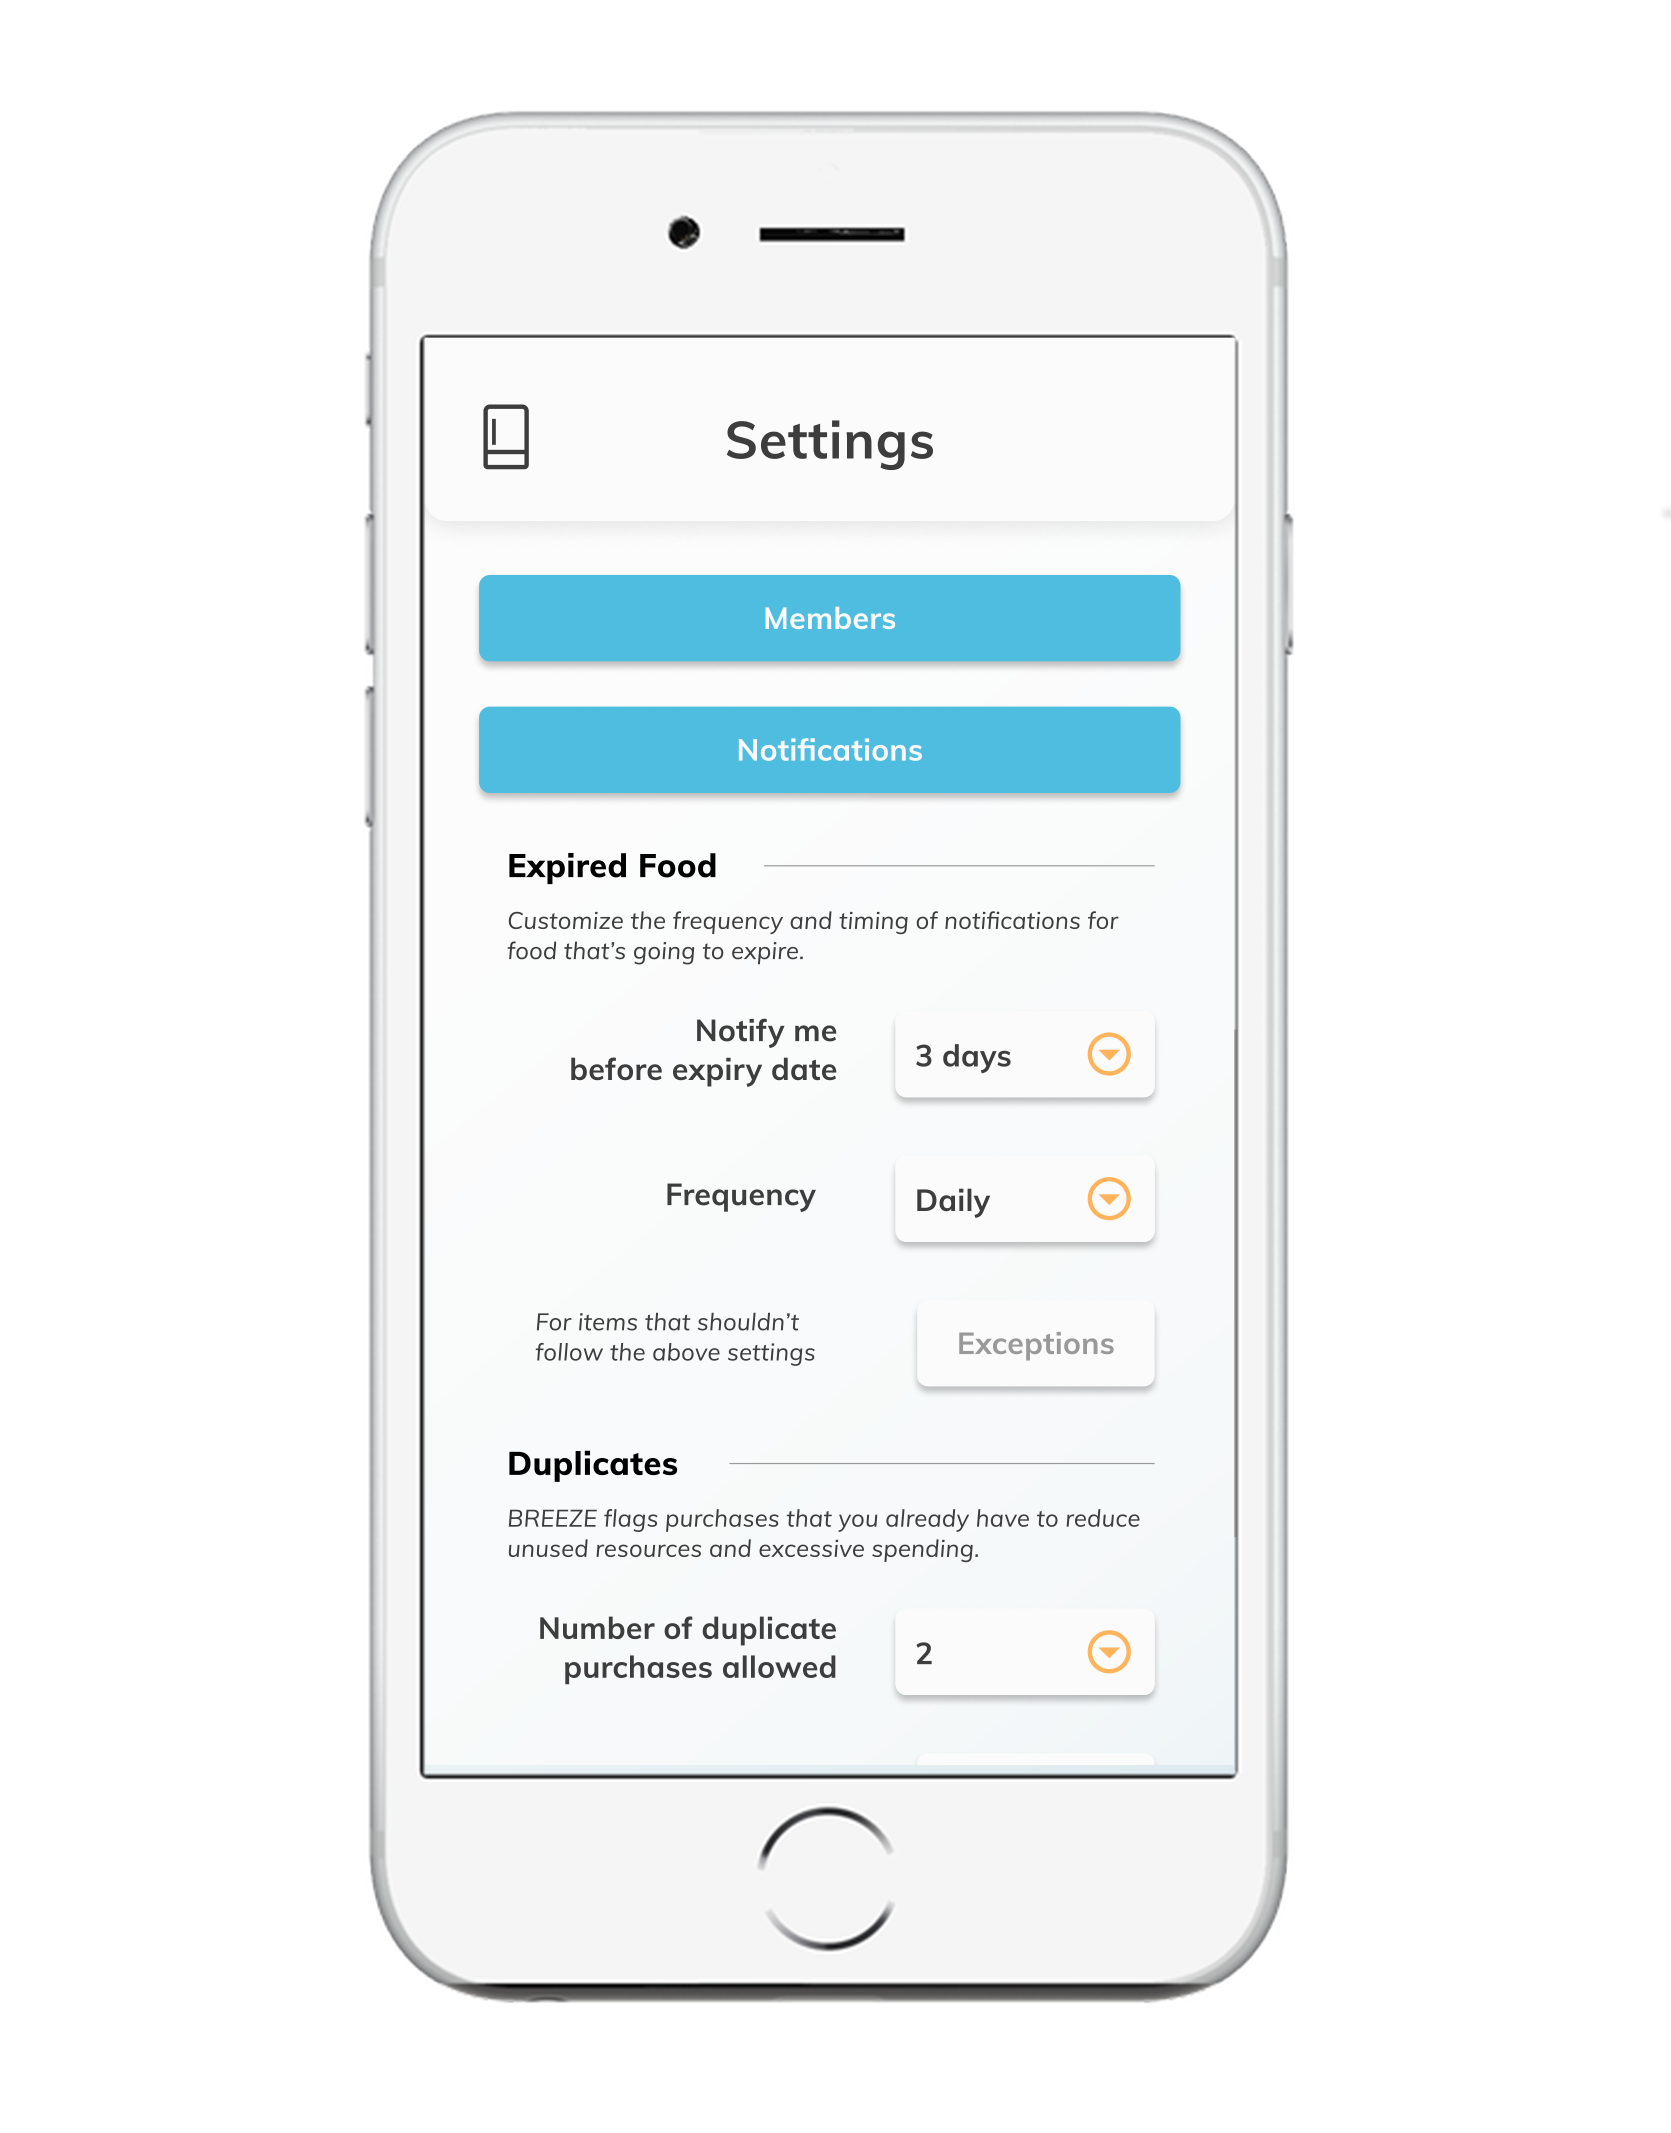 Settings
Members
Notifications
Expired Food
Customize the frequency and timing of notifications for
food that’s going to expire.
Notify me
before expiry date
3 days
Frequency
Daily
For items that shouldn’t
follow the above settings
Exceptions
Duplicates
BREEZE flags purchases that you already have to reduce
unused resources and excessive spending.
Number of duplicate
purchases allowed
2